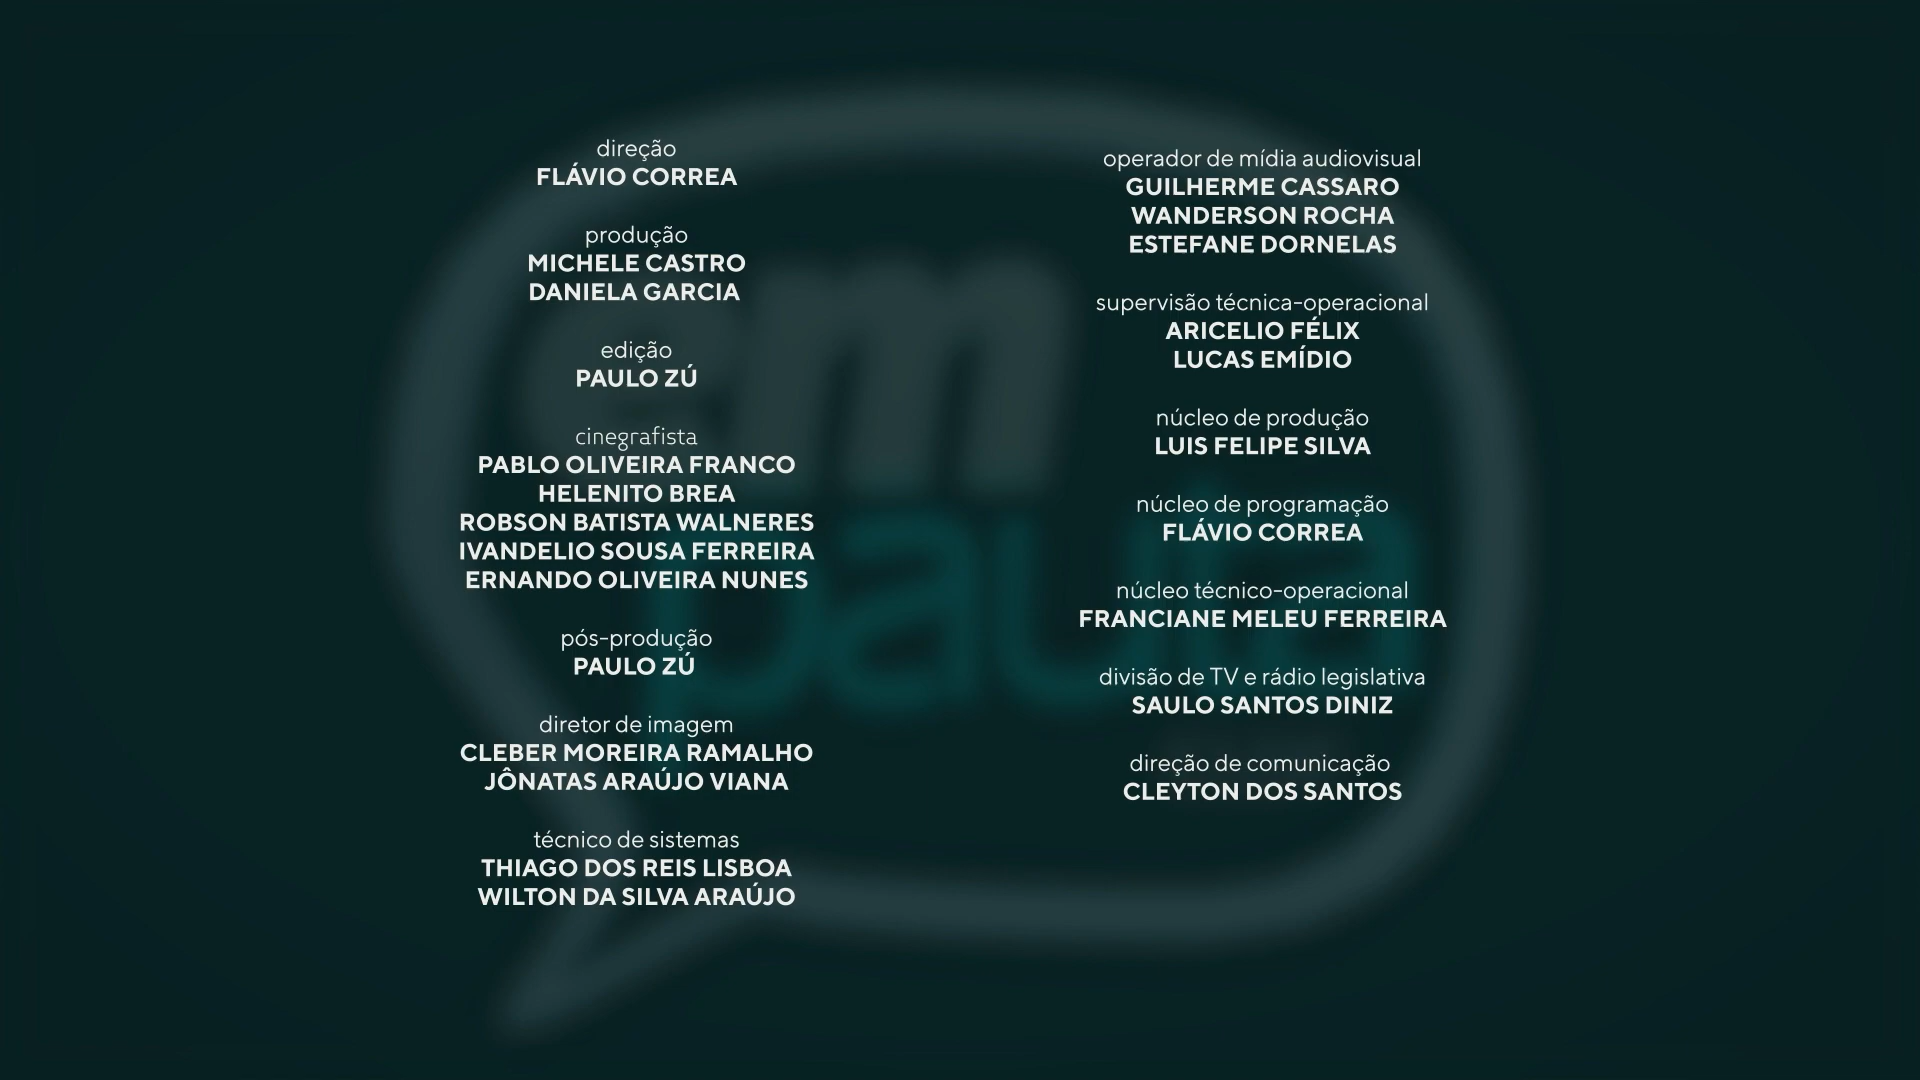 direção
FLÁVIO CORREA
produção
MICHELE CASTRO
DANIELA GARCIA
edição
PAULO ZÚ
cinegrafista
PABLO OLIVEIRA FRANCO
HELENITO BREA
ROBSON BATISTA WALNERES
IVANDELIO SOUSA FERREIRA
ERNANDO OLIVEIRA NUNES
pós-produção
PAULO ZÚ
diretor de imagem
CLEBER MOREIRA RAMALHO
JÔNATAS ARAÚJO VIANA
técnico de sistemas
THIAGO DOS REIS LISBOA
WILTON DA SILVA ARAÚJO
operador de mídia audiovisual
GUILHERME CASSARO
WANDERSON ROCHA
ESTEFANE DORNELAS
supervisão técnica-operacional
ARICELIO FÉLIX
LUCAS EMÍDIO
núcleo de produção
LUIS FELIPE SILVA
núcleo de programação
FLÁVIO CORREA
núcleo técnico-operacional
FRANCIANE MELEU FERREIRA
divisão de TV e rádio legislativa
SAULO SANTOS DINIZ
direção de comunicação
CLEYTON DOS SANTOS
em
pauta